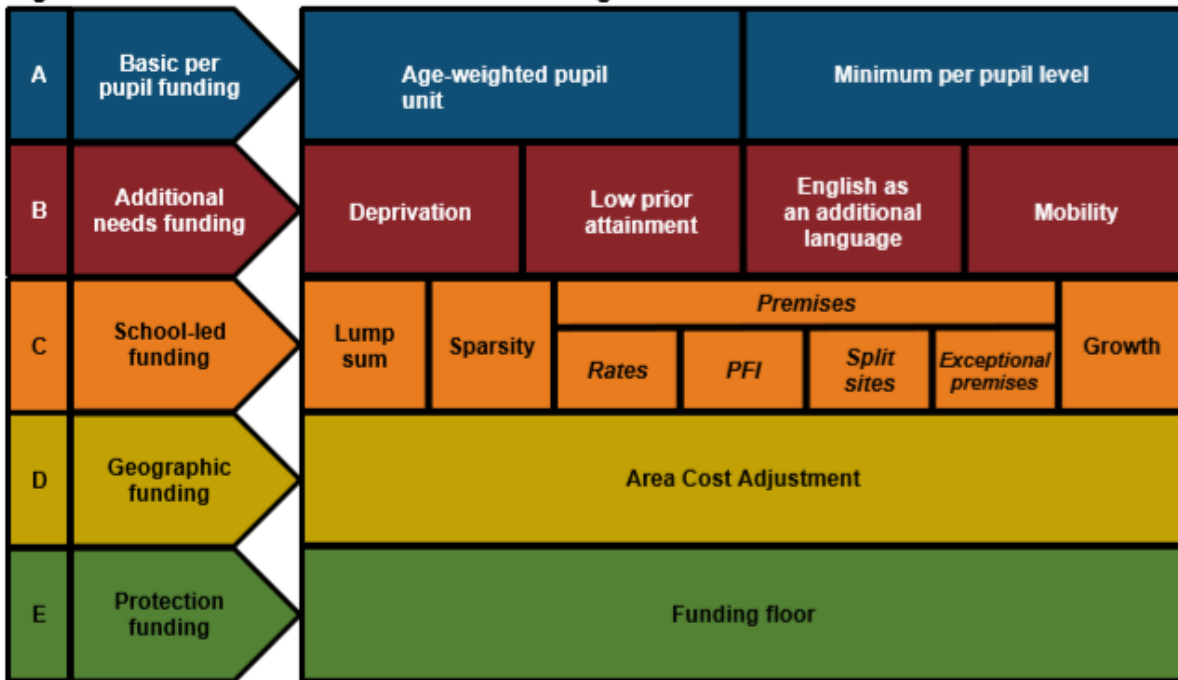 A
Basic per
pupil funding
Age-weighted pupil
unit
Minimum per pupil level
B
Additional
needs funding
Deprivation
Low prior
attainment
English as
an additional
language
Mobility
C
School-led
funding
Lump
sum
Sparsity
Premises
Rates
PFI
Split
sites
Exceptional
premises
Growth
D
Geographic
funding
Area Cost Adjustment
E
Protection
funding
Funding floor